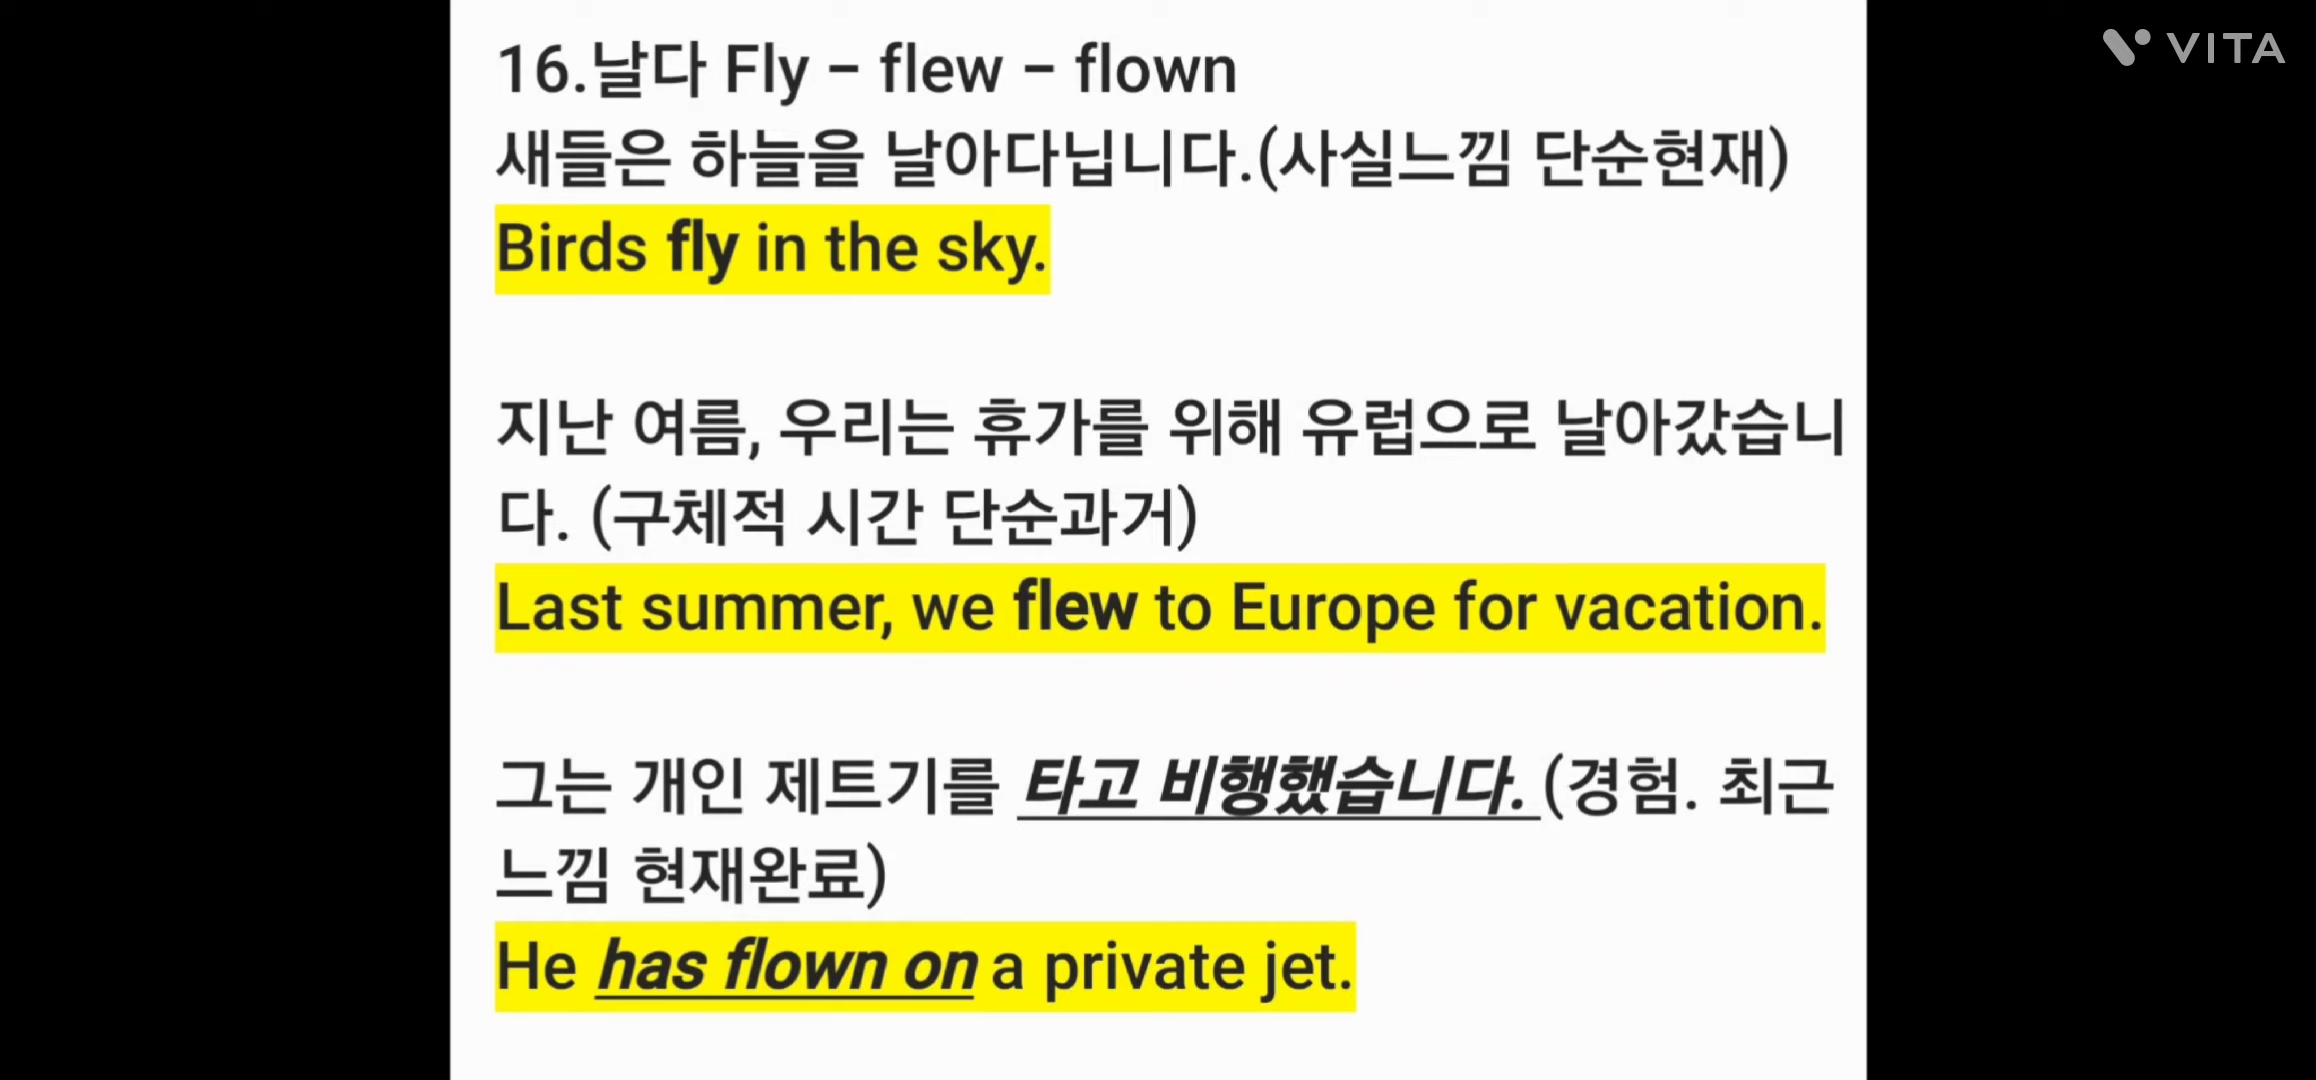 16.날다 Fly – flew – flown
새들은 하늘을 날아다닙니다.(사실느낌 단순현재)
Birds fly in the sky.
지난 여름, 우리는 휴가를 위해 유럽으로 날아갔습니
다. (구체적 시간 단순과거)
Last summer, we flew to Europe for vacation.
그는 개인 제트기를 타고 비행했습니다. (경험. 최근
느낌 현재완료)
He has flown on a private jet.
VITA